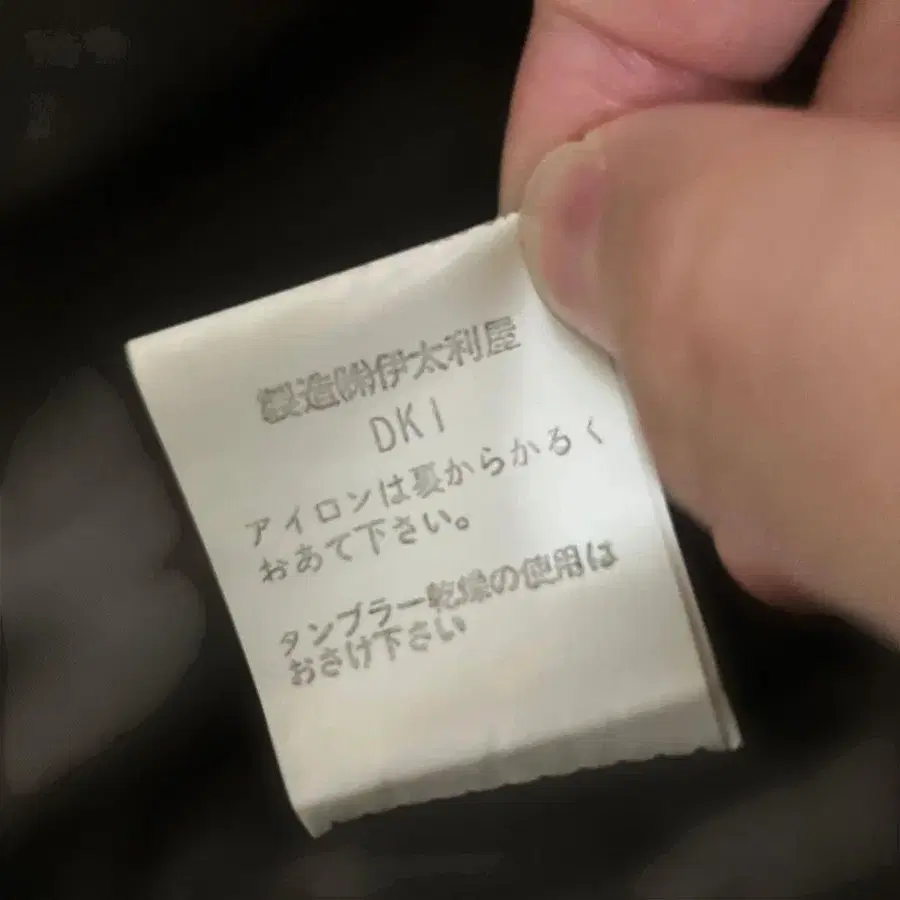 製造㈱伊太利屋
DKI
アイロンは裏からかるく
おあて下さい。
タンブラー乾燥の使用は
おさけ下さい